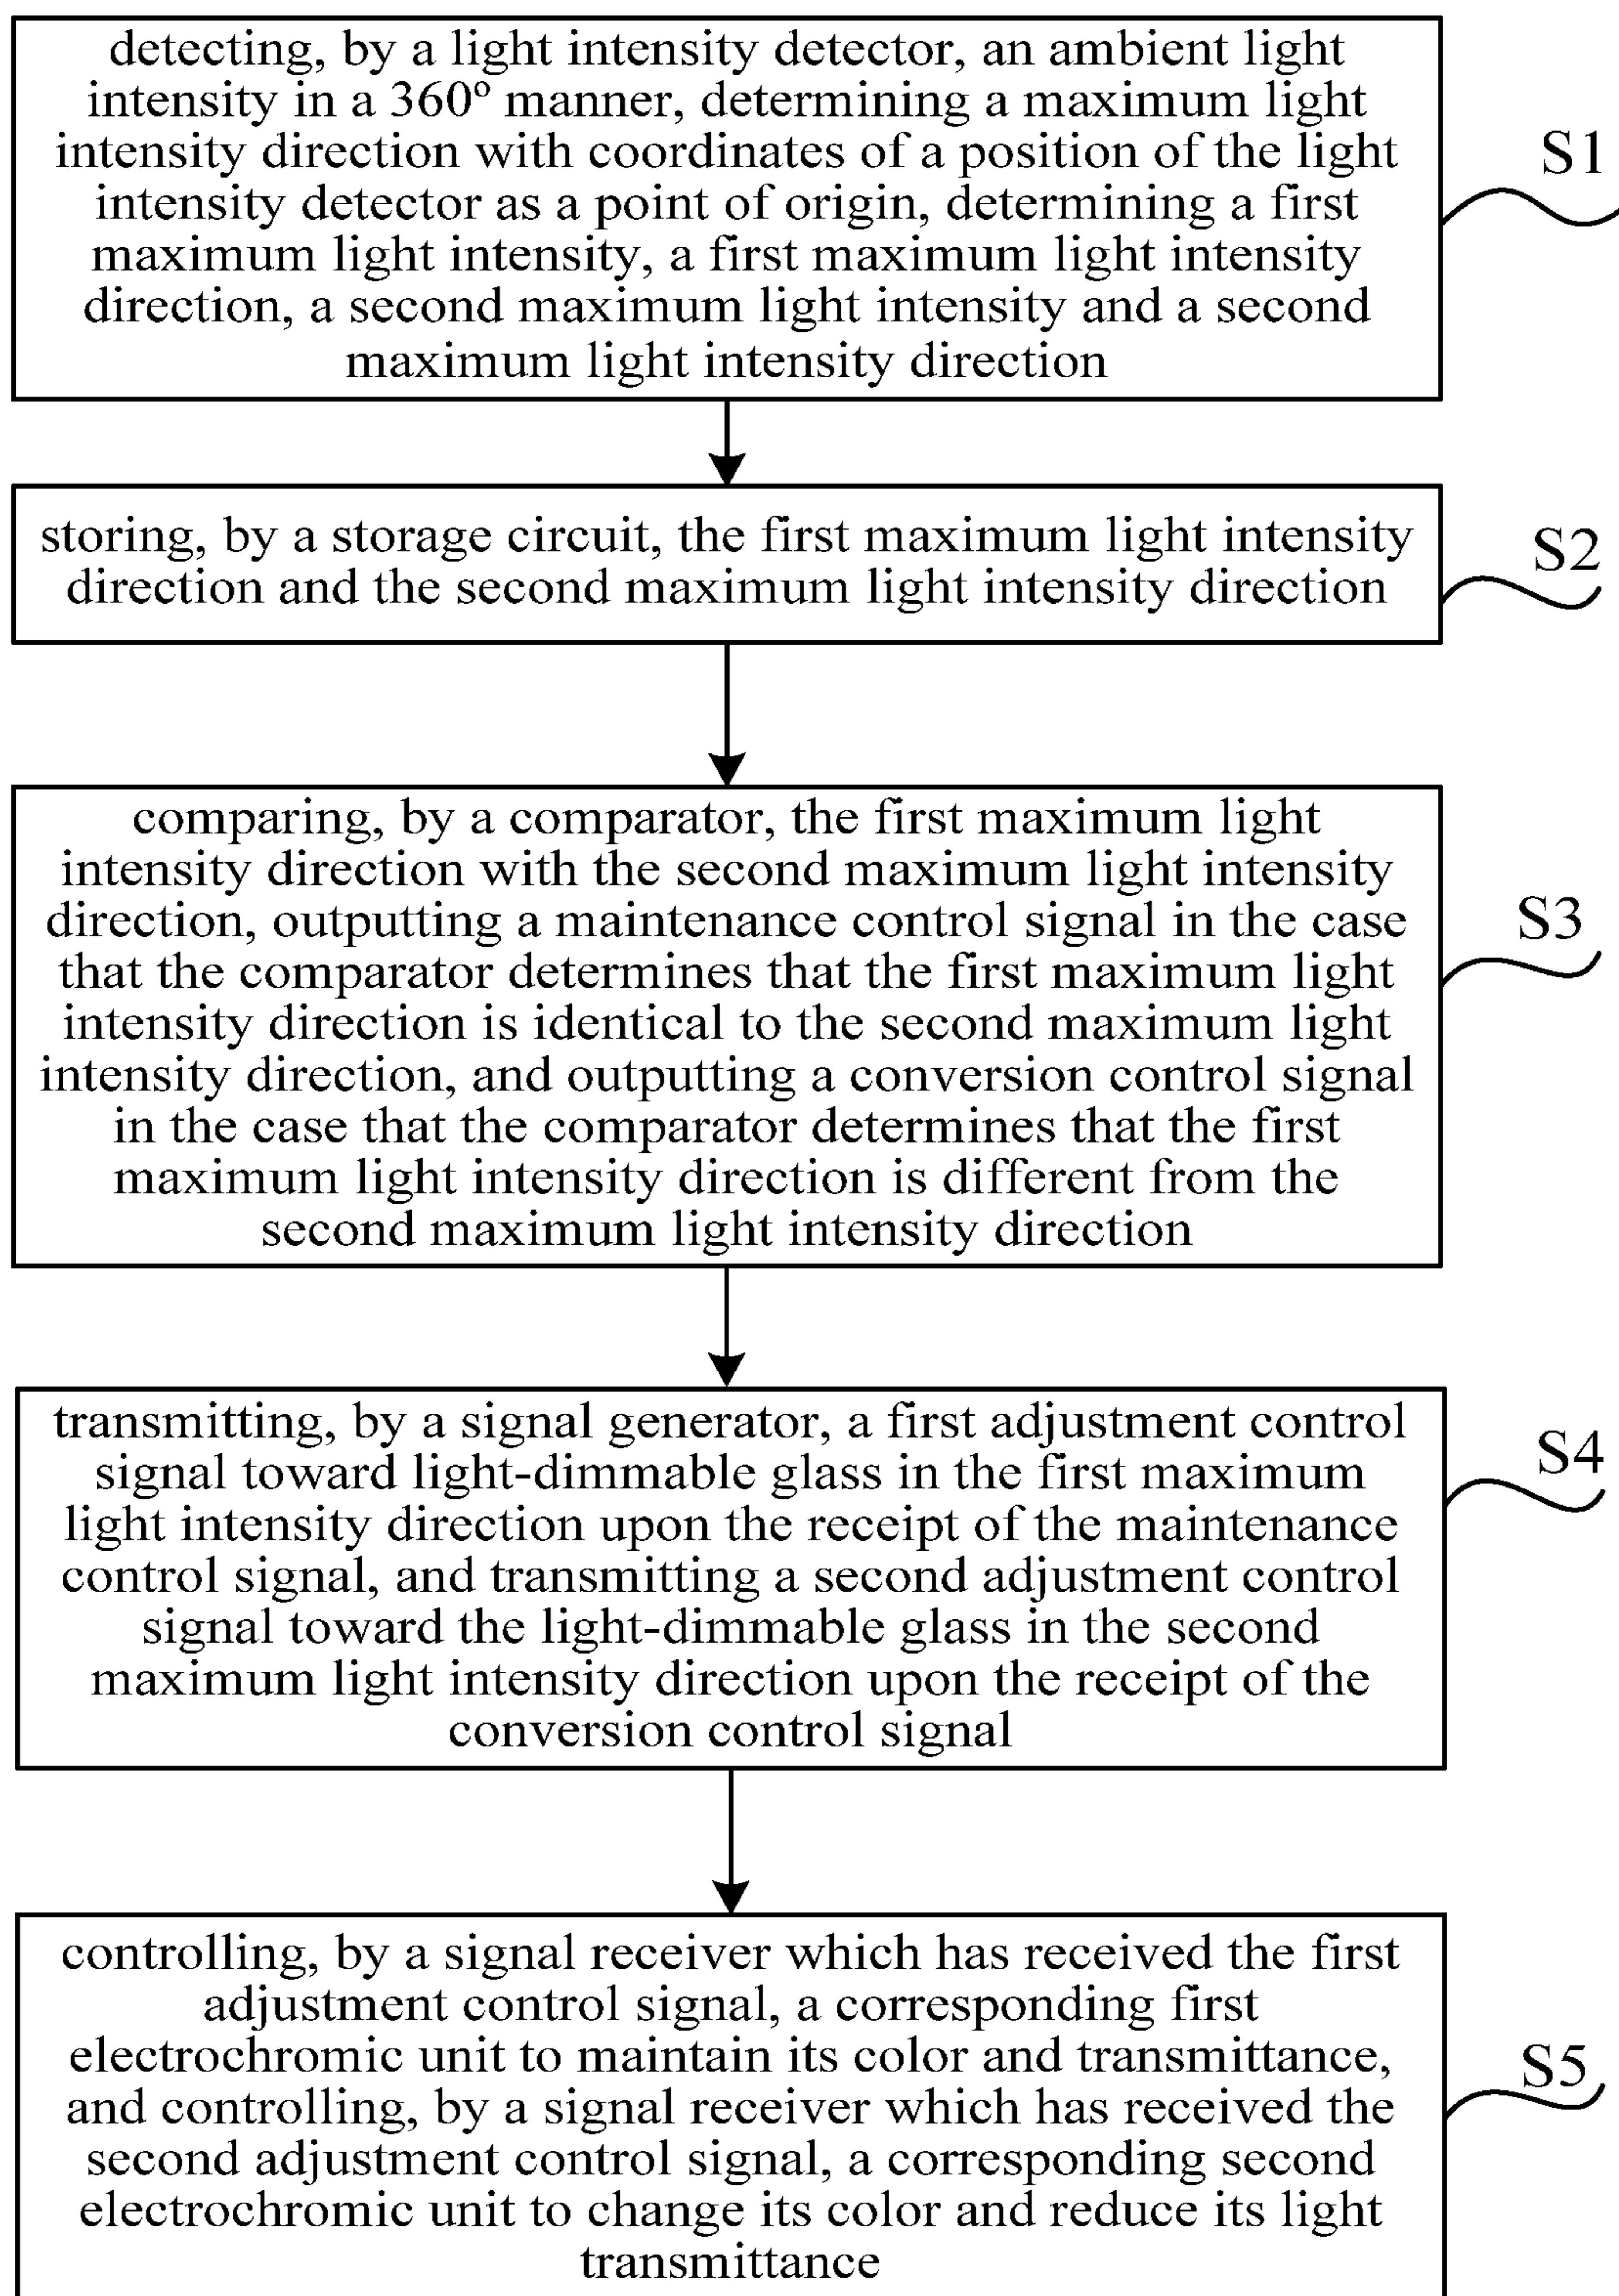 detecting, by a light intensity detector, an ambient light
intensity in a 360º manner, determining a maximum light
intensity direction with coordinates of a position of the light
intensity detector as a point of origin, determining a first
maximum light intensity, a first maximum light intensity
direction, a second maximum light intensity and a second
maximum light intensity direction
S1
storing, by a storage circuit, the first maximum light intensity
direction and the second maximum light intensity direction
S2
comparing, by a comparator, the first maximum light
intensity direction with the second maximum light intensity
direction, outputting a maintenance control signal in the case
that the comparator determines that the first maximum light
intensity direction is identical to the second maximum light
intensity direction, and outputting a conversion control signal
in the case that the comparator determines that the first
maximum light intensity direction is different from the
second maximum light intensity direction
S3
transmitting, by a signal generator, a first adjustment control
signal toward light-dimmable glass in the first maximum
light intensity direction upon the receipt of the maintenance
control signal, and transmitting a second adjustment control
signal toward the light-dimmable glass in the second
maximum light intensity direction upon the receipt of the
conversion control signal
S4
controlling, by a signal receiver which has received the first
adjustment control signal, a corresponding first
electrochromic unit to maintain its color and transmittance,
and controlling, by a signal receiver which has received the
second adjustment control signal, a corresponding second
electrochromic unit to change its color and reduce its light
transmittance
S5